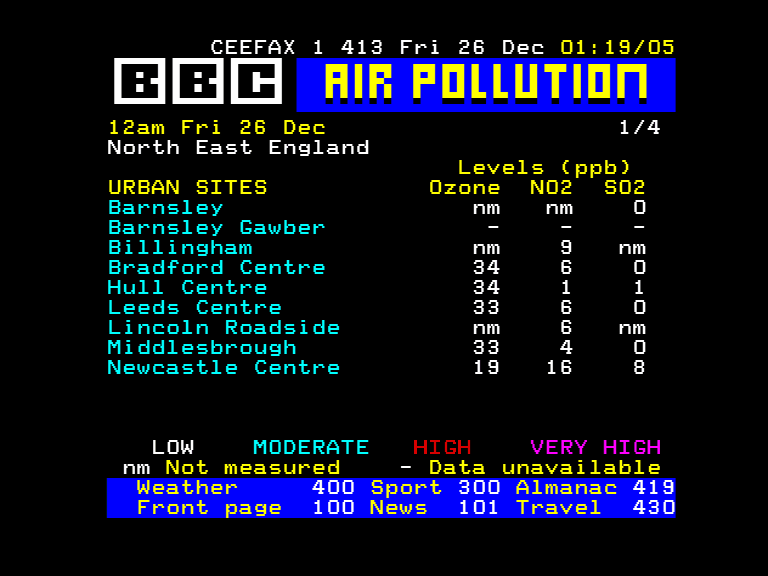 CEEFAX 1 413 Fri 26 Dec 01:19/05
BBC AIR POLLUTION
12am Fri 26 Dec 1/4
North East England
Levels (ppb)
URBAN SITES Ozone NO2 SO2
Barnsley nm nm 0
Barnsley Gawber - - -
Billingham nm 9 nm
Bradford Centre 34 6 0
Hull Centre 34 1 1
Leeds Centre 33 6 0
Lincoln Roadside nm 6 nm
Middlesbrough 33 4 0
Newcastle Centre 19 16 8
LOW MODERATE HIGH VERY HIGH
nm Not measured - Data unavailable
Weather 400 Sport 300 Almanac 419
Front page 100 News 101 Travel 430